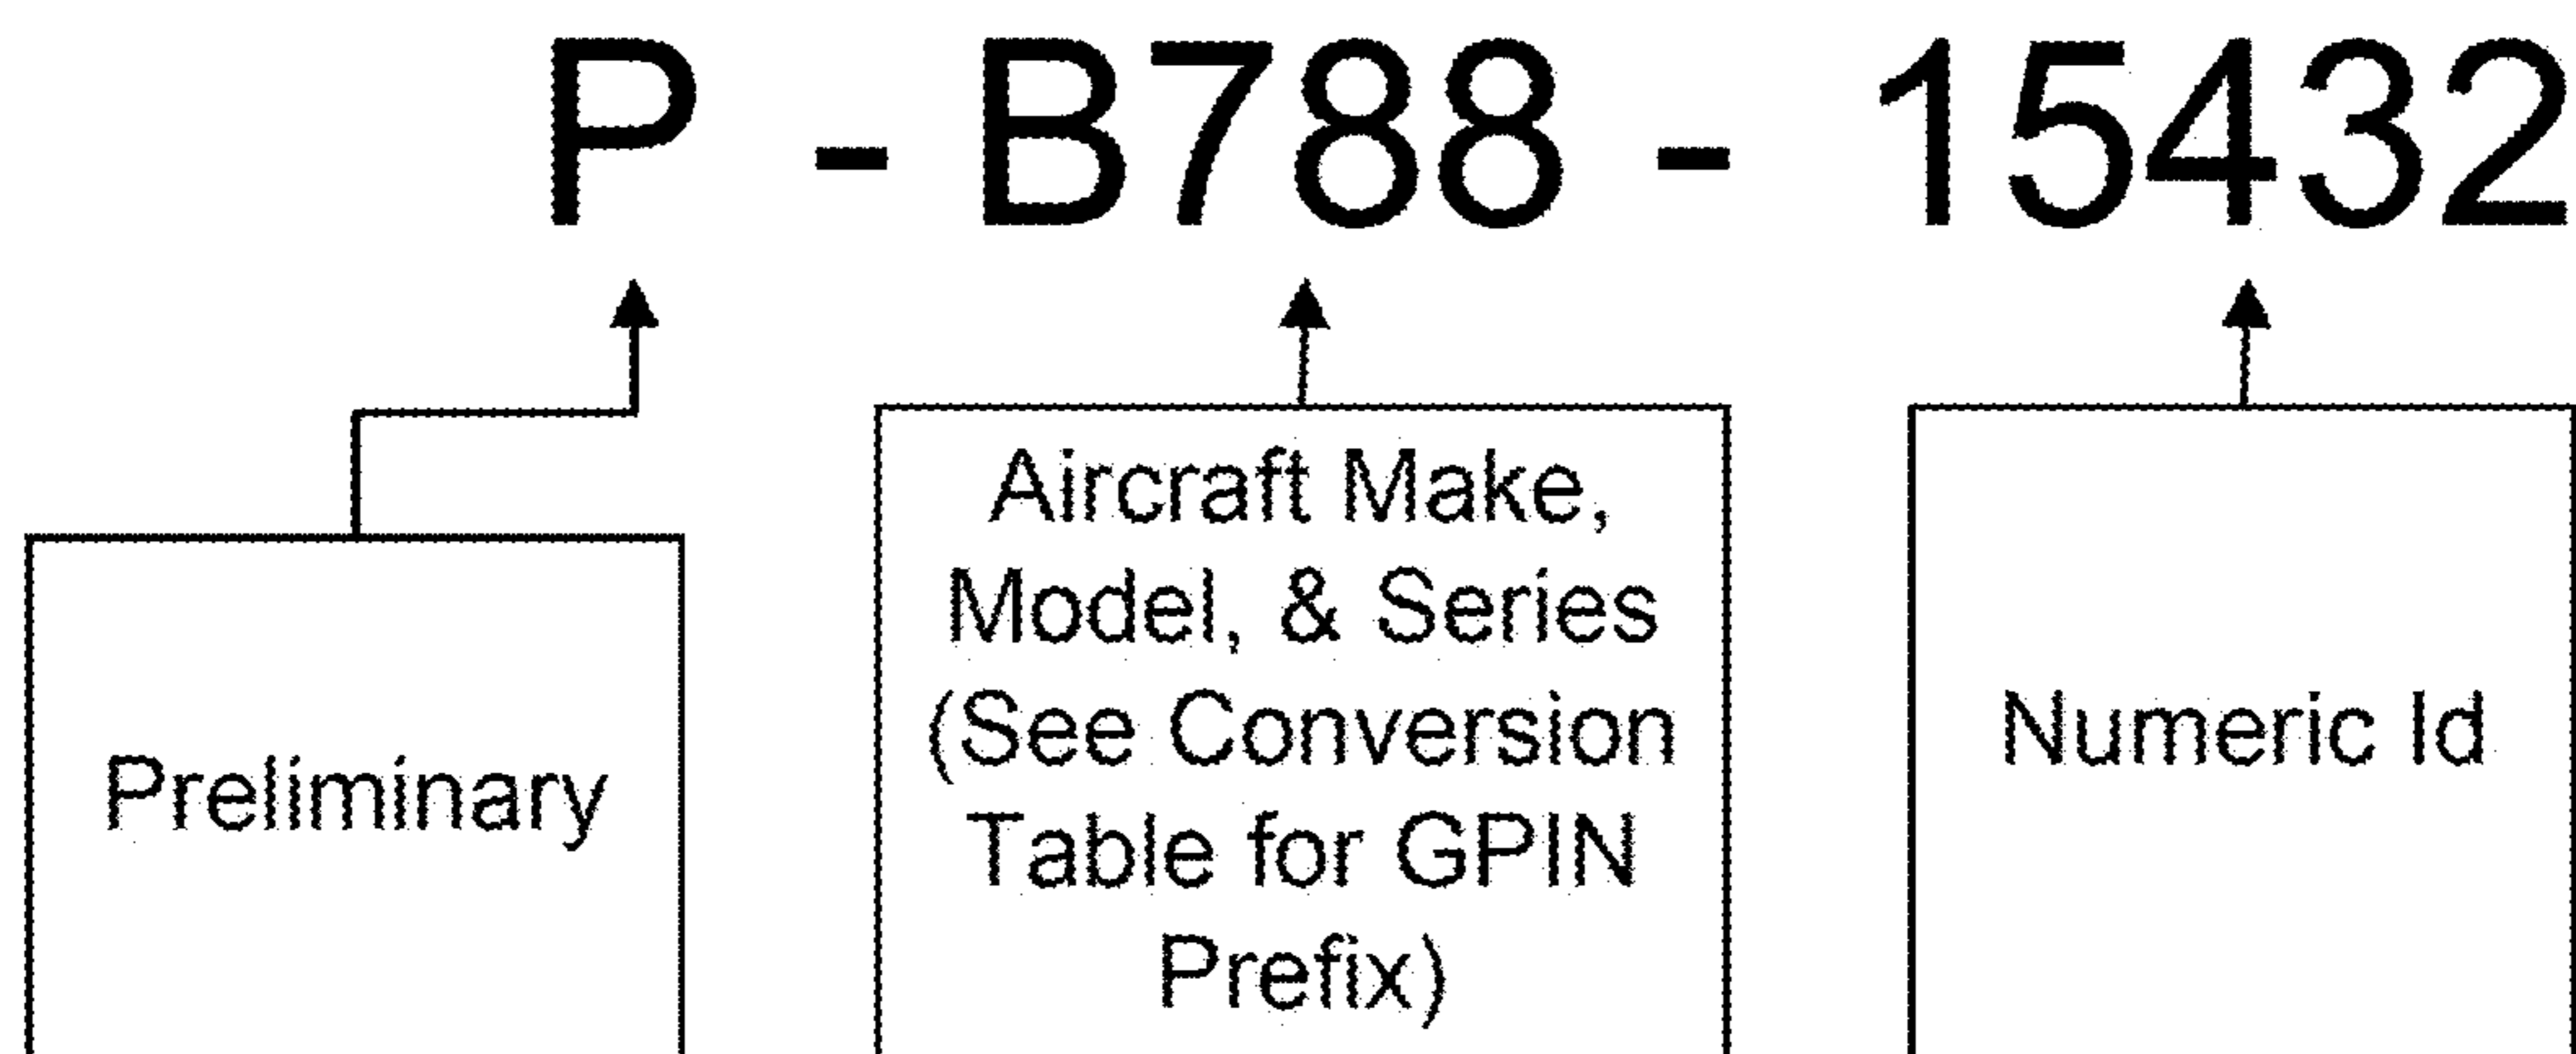 P - B788 - 15432
Preliminary
Aircraft Make,
Model, & Series
(See Conversion
Table for GPIN
Prefix)
Numeric Id